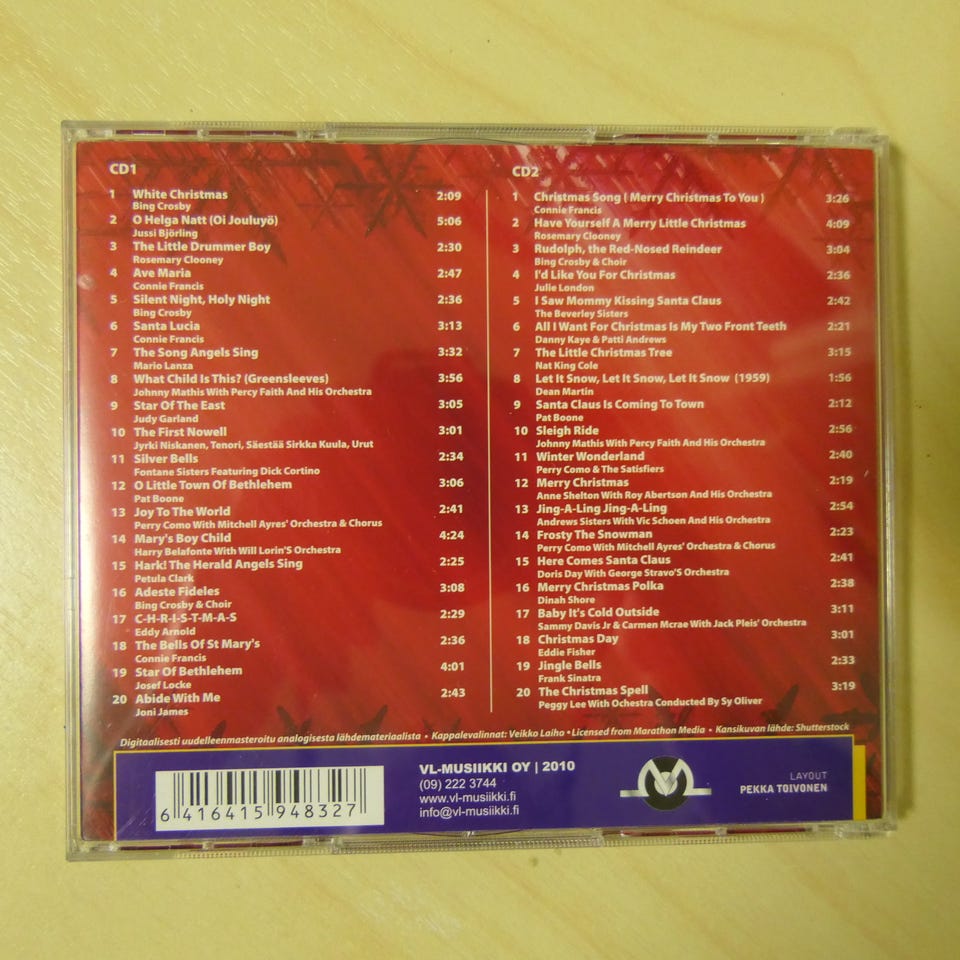 CD1
1 White Christmas 2:09
Bing Crosby
2 O Helga Natt (Oi Jouluyö) 5:06
Jussi Björling
3 The Little Drummer Boy 2:30
Rosemary Clooney
4 Ave Maria 2:47
Connie Francis
5 Silent Night, Holy Night 2:36
Bing Crosby
6 Santa Lucia 3:13
Connie Francis
7 The Song Angels Sing 3:32
Mario Lanza
8 What Child Is This? (Greensleeves) 3:56
Johnny Mathis With Percy Faith And His Orchestra
9 Star Of The East 3:05
Judy Garland
10 The First Nowell 3:01
Jyrki Niskanen, Tenori, Säestää Sirkka Kuula, Urut
11 Silver Bells 2:34
Fontane Sisters Featuring Dick Cortino
12 O Little Town Of Bethlehem 3:06
Pat Boone
13 Joy To The World 2:41
Perry Como With Mitchell Ayres' Orchestra & Chorus
14 Mary's Boy Child 4:24
Harry Belafonte With Will Lorin'S Orchestra
15 Hark! The Herald Angels Sing 2:25
Petula Clark
16 Adeste Fideles 3:08
Bing Crosby & Choir
17 C-H-R-I-S-T-M-A-S 2:29
Eddy Arnold
18 The Bells Of St Mary's 2:36
Connie Francis
19 Star Of Bethlehem 4:01
Josef Locke
20 Abide With Me 2:43
Joni James
CD2
1 Christmas Song ( Merry Christmas To You ) 3:26
Connie Francis
2 Have Yourself A Merry Little Christmas 4:09
Rosemary Clooney
3 Rudolph, the Red-Nosed Reindeer 3:04
Bing Crosby & Choir
4 I'd Like You For Christmas 2:36
Julie London
5 I Saw Mommy Kissing Santa Claus 2:42
The Beverley Sisters
6 All I Want For Christmas Is My Two Front Teeth 2:21
Danny Kaye & Patti Andrews
7 The Little Christmas Tree 3:15
Nat King Cole
8 Let It Snow, Let It Snow, Let It Snow (1959) 1:56
Dean Martin
9 Santa Claus Is Coming To Town 2:12
Pat Boone
10 Sleigh Ride 2:56
Johnny Mathis With Percy Faith And His Orchestra
11 Winter Wonderland 2:40
Perry Como & The Satisfiers
12 Merry Christmas 2:19
Anne Shelton With Roy Abertson And His Orchestra
13 Jing-A-Ling Jing-A-Ling 2:54
Andrews Sisters With Vic Schoen And His Orchestra
14 Frosty The Snowman 2:23
Perry Como With Mitchell Ayres' Orchestra & Chorus
15 Here Comes Santa Claus 2:41
Doris Day With George Stravo'S Orchestra
16 Merry Christmas Polka 2:38
Dinah Shore
17 Baby It's Cold Outside 3:11
Sammy Davis Jr & Carmen Mcrae With Jack Pleis' Orchestra
18 Christmas Day 3:01
Eddie Fisher
19 Jingle Bells 2:33
Frank Sinatra
20 The Christmas Spell 3:19
Peggy Lee With Ochestra Conducted By Sy Oliver
Digitaalisesti uudelleenmasteroitu analogisesta lähdemateriaalista • Kappalevalinnat: Veikko Laiho • Licensed from Marathon Media • Kansikuvan lähde: Shutterstock
6 416415 948327
VL-MUSIIKKI OY | 2010
(09) 222 3744
www.vl-musiikki.fi
info@vl-musiikki.fi
LAYOUT
PEKKA TOIVONEN